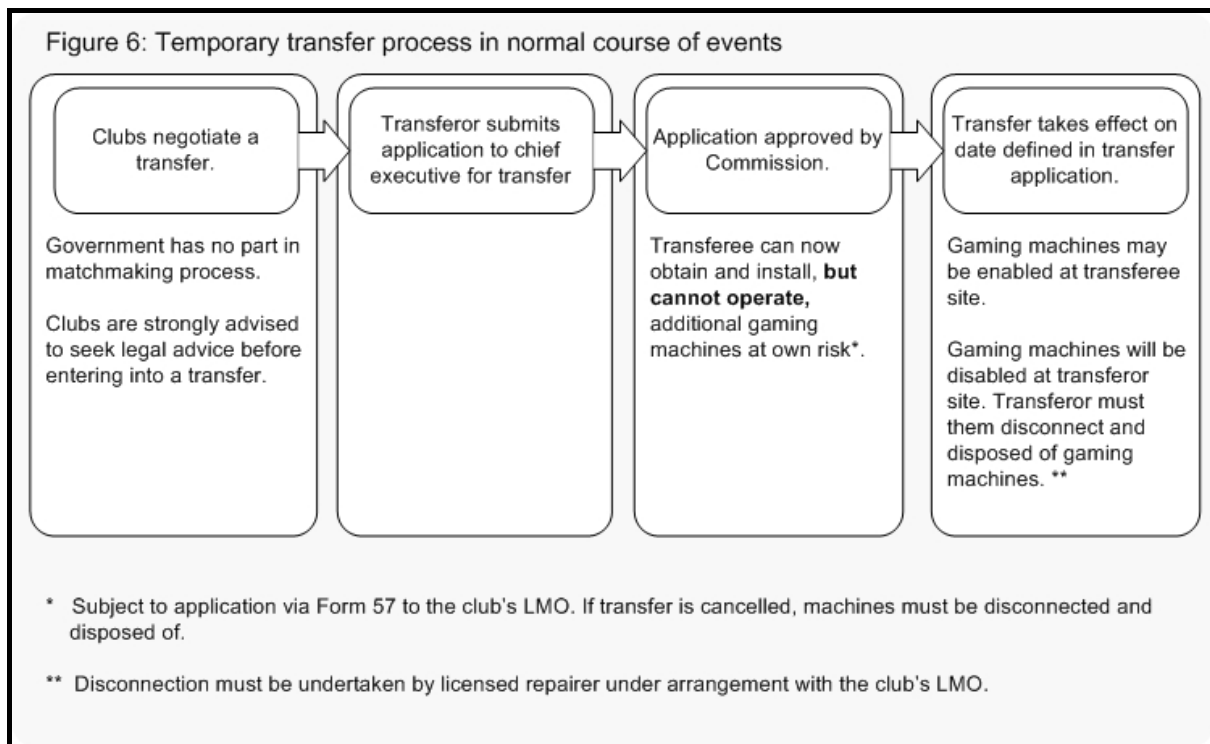 Figure 6: Temporary transfer process in normal course of events
Clubs negotiate a
transfer.
Government has no part in
matchmaking process.
Clubs are strongly advised
to seek legal advice before
entering into a transfer.
Transferor submits
application to chief
executive for transfer
Application approved by
Commission.
Transferee can now
obtain and install, but
cannot operate,
additional gaming
machines at own risk*.
Transfer takes effect on
date defined in transfer
application.
Gaming machines may
be enabled at transferee
site.
Gaming machines will be
disabled at transferor
site. Transferor must
them disconnect and
disposed of gaming
machines. **
* Subject to application via Form 57 to the club's LMO. If transfer is cancelled, machines must be disconnected and
disposed of.
** Disconnection must be undertaken by licensed repairer under arrangement with the club's LMO.